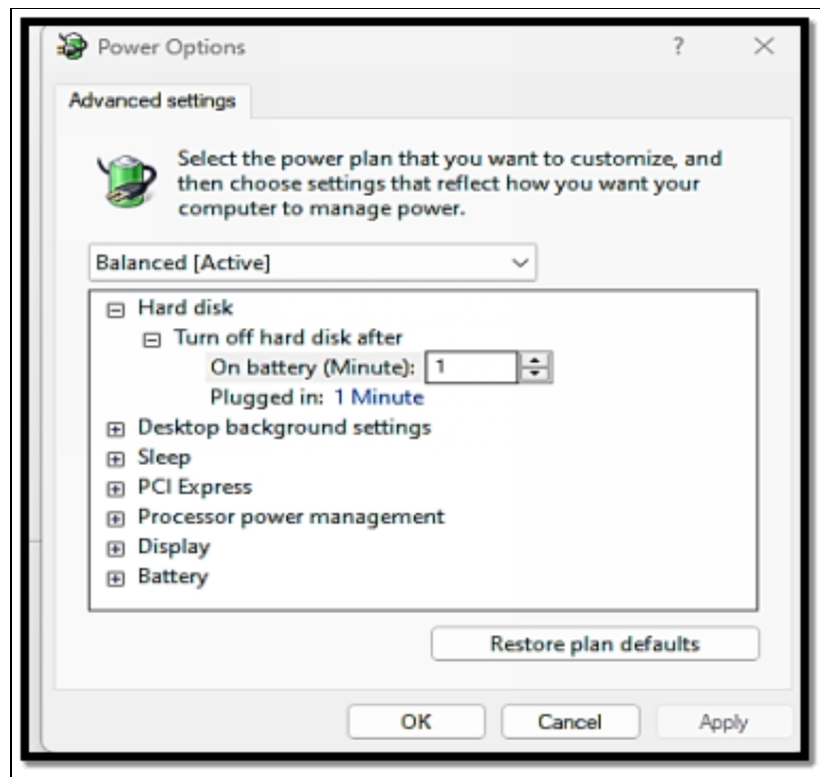 Power Options
Advanced settings
Select the power plan that you want to customize, and
then choose settings that reflect how you want your
computer to manage power.
Balanced [Active]
Hard disk
Turn off hard disk after
On battery (Minute): 1
Plugged in: 1 Minute
Desktop background settings
Sleep
PCI Express
Processor power management
Display
Battery
Restore plan defaults
OK Cancel Apply